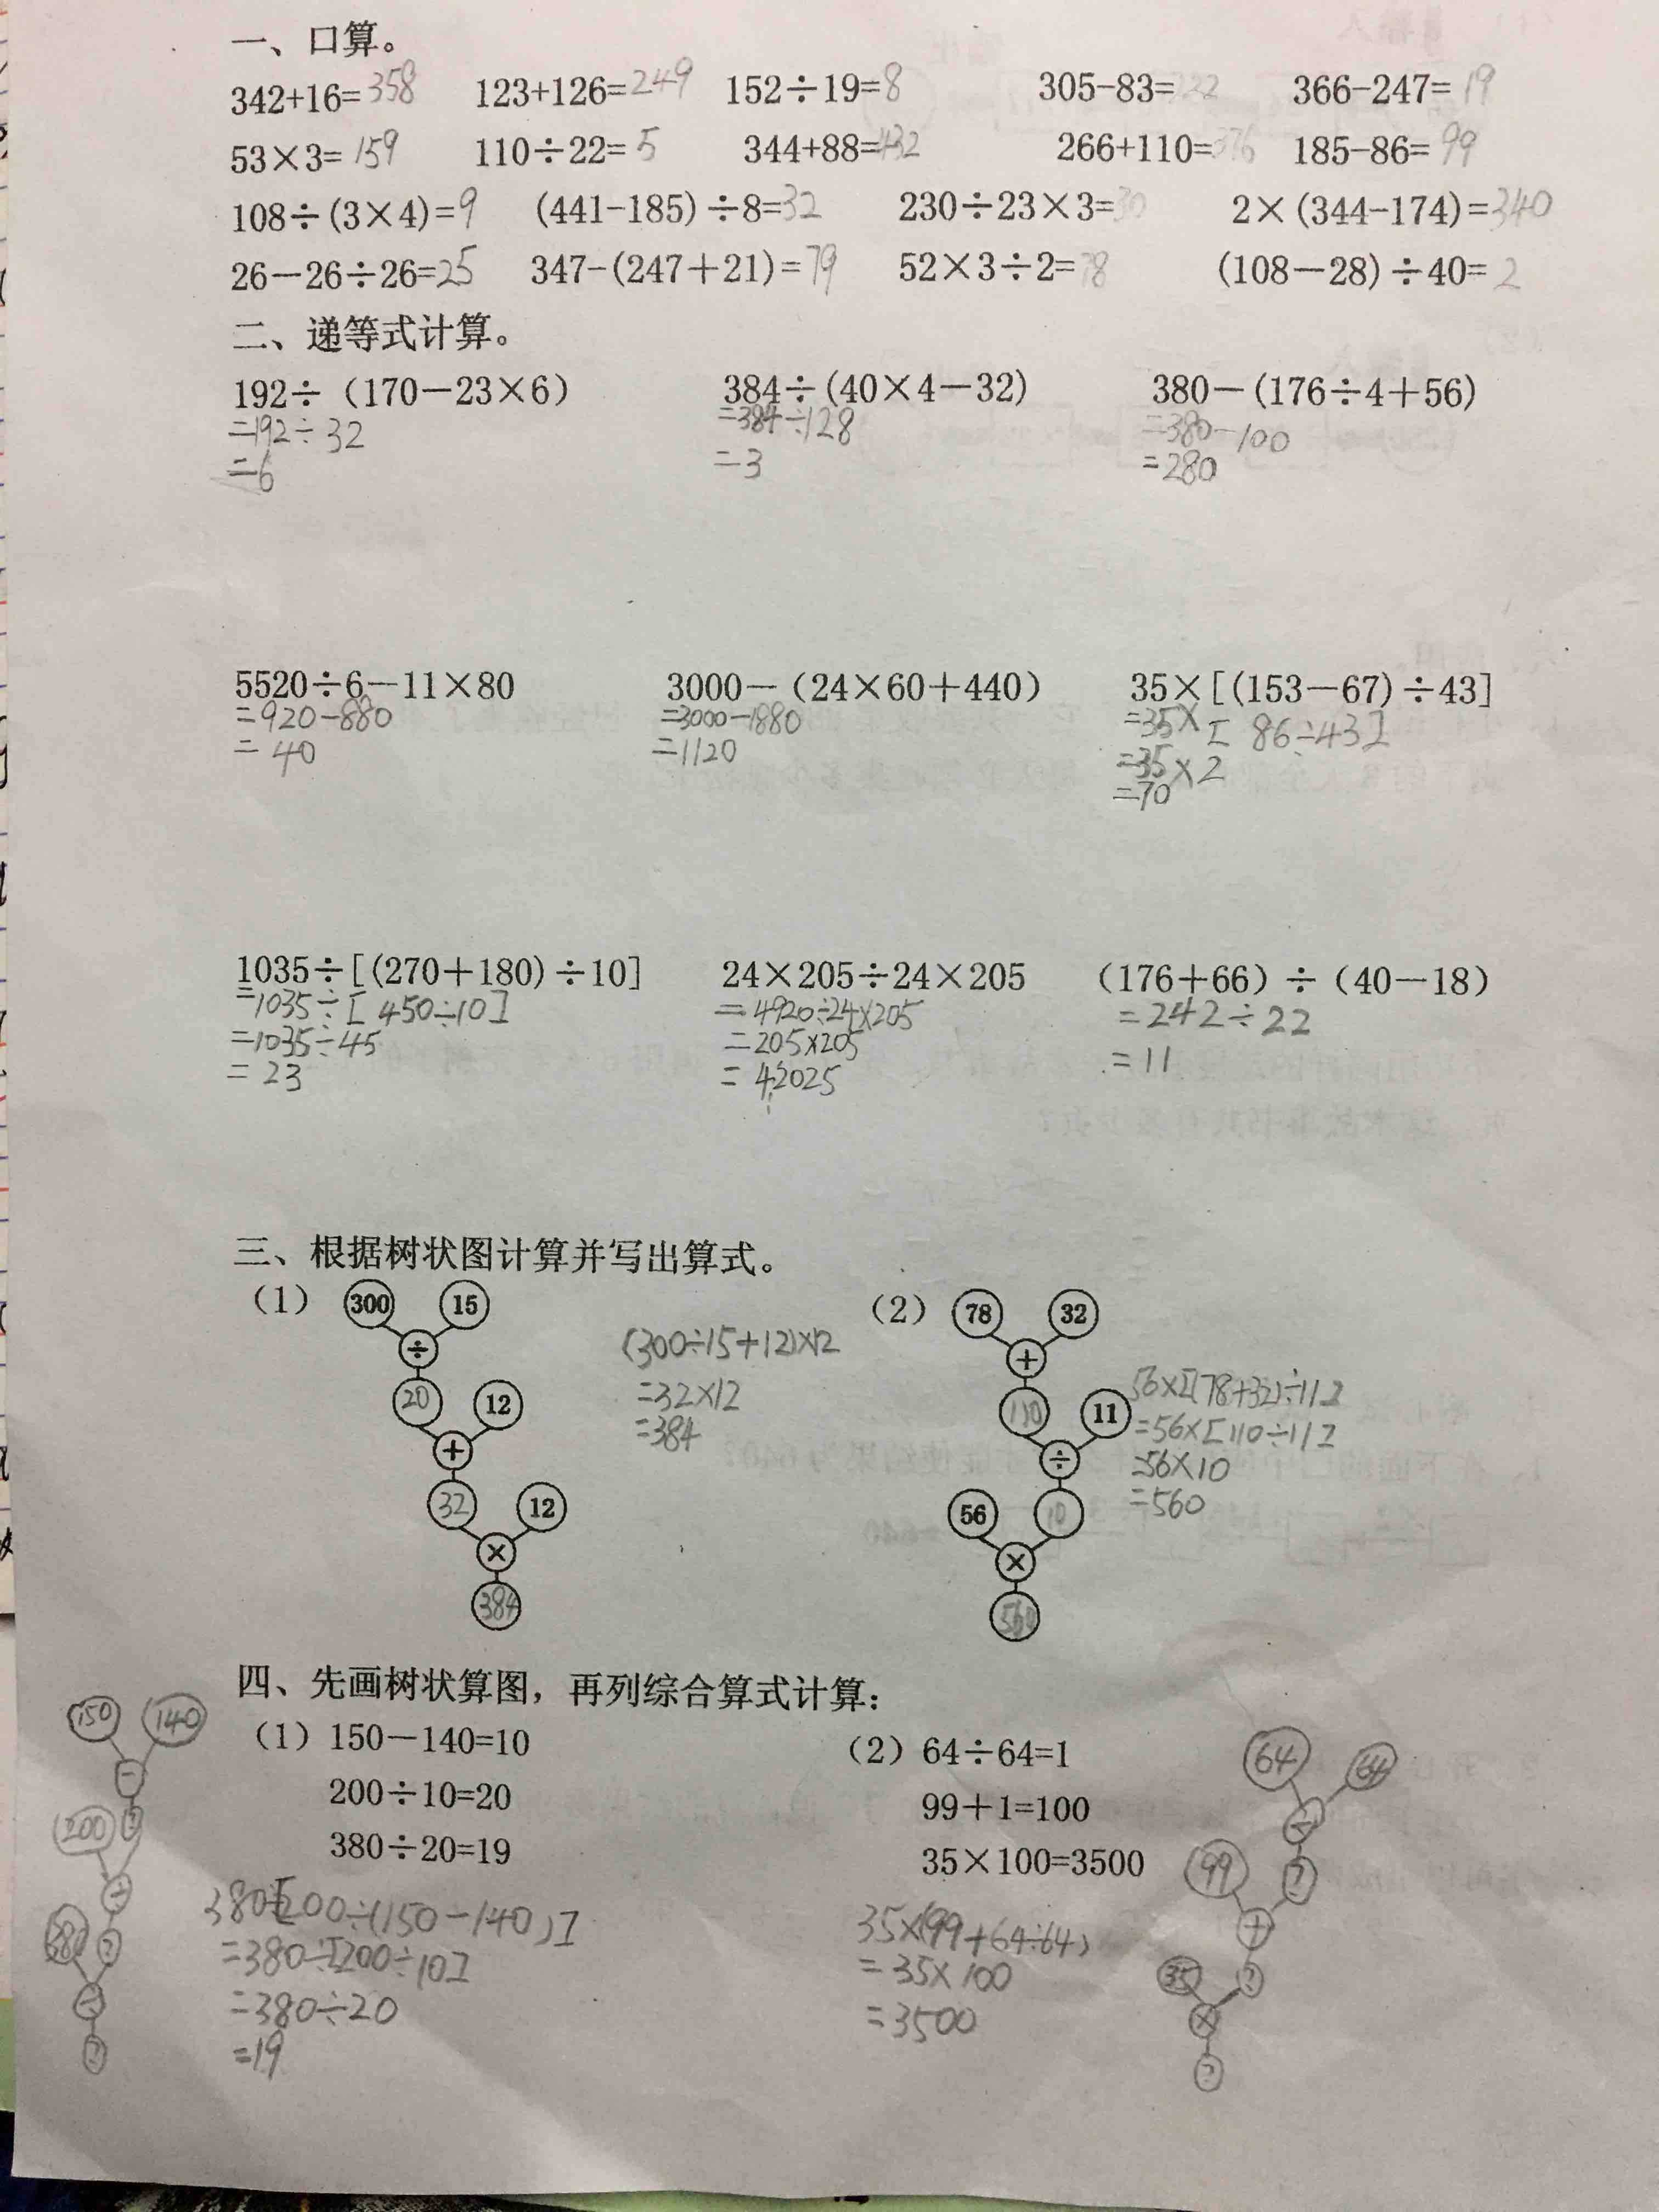 一、口算。
342+16=358 123+126=249 152÷19=8 305-83=222 366-247=19
53×3=159 110÷22=5 344+88=432 266+110=376 185-86=99
108÷(3×4)=9 (441-185)÷8=32 230÷23×3=30 2×(344-174)=340
26－26÷26=25 347-(247＋21)=79 52×3÷2=78 (108－28)÷40=2
二、递等式计算。
192÷（170－23×6） 384÷(40×4－32) 380－(176÷4＋56)
=192÷32 =384÷128 =380-100
=6 =3 =280
5520÷6－11×80 3000－（24×60＋440） 35×[(153－67)÷43]
=920-880 =3000-1880 =35×[86÷43]
=40 =1120 =35×2
=70
1035÷[(270＋180)÷10] 24×205÷24×205 （176＋66）÷（40－18）
=1035÷[450÷10] =4920÷24×205 =242÷22
=1035÷45 =205×205 =11
=23 =42025
三、根据树状图计算并写出算式。
（1） 300 15
÷
20 12
+
32 12
×
384
(300÷15+12)×12
=32×12
=384
（2） 78 32
+
110 11
÷
56 10
×
560
56×[(78+32)÷11]
=56×[110÷11]
=56×10
=560
四、先画树状算图，再列综合算式计算：
（1）150－140=10
200÷10=20
380÷20=19
150 140
-
200 ?
÷
380 ?
÷
?
380÷[200÷(150-140)]
=380÷[200÷10]
=380÷20
=19
（2）64÷64=1
99＋1=100
35×100=3500
64 64
÷
99 ?
+
35 ?
×
?
35×(99+64÷64)
=35×100
=3500